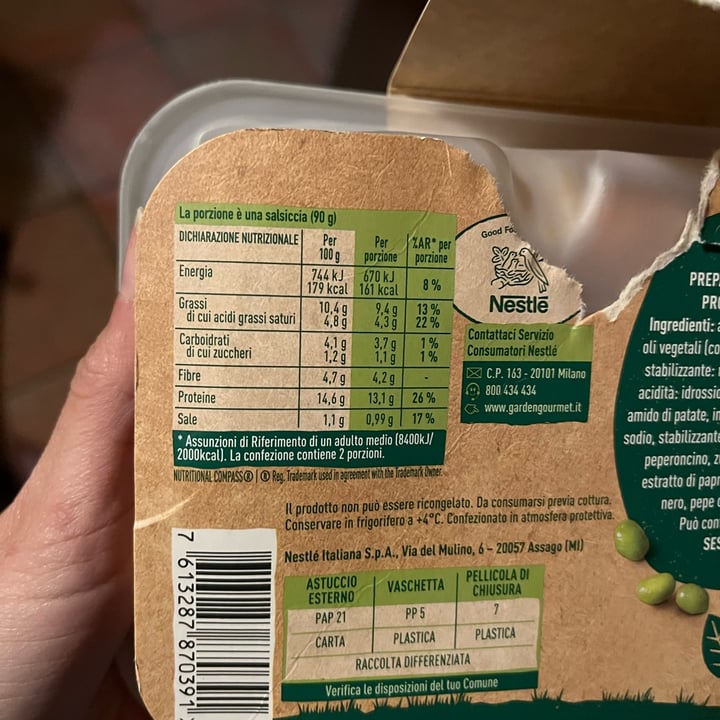 La porzione è una salsiccia (90 g)
DICHIARAZIONE NUTRIZIONALE Per 100 g Per porzione %AR* per porzione
Energia 744 kJ 179 kcal 670 kJ 161 kcal 8 %
Grassi 10,4 g 9,4 g 13 %
di cui acidi grassi saturi 4,8 g 4,3 g 22 %
Carboidrati 4,1 g 3,7 g 1 %
di cui zuccheri 1,2 g 1,1 g 1 %
Fibre 4,7 g 4,2 g -
Proteine 14,6 g 13,1 g 26 %
Sale 1,1 g 0,99 g 17 %
* Assunzioni di Riferimento di un adulto medio (8400kJ/
2000kcal). La confezione contiene 2 porzioni.
NUTRITIONAL COMPASS® | ® Reg. Trademark used in agreement with the Trademark Owner.
Good
Nestlé
Contattaci Servizio
Consumatori Nestlé
C.P. 163 - 20101 Milano
800 434 434
www.gardengourmet.it
Ingredienti:
oli vegetali
stabilizzante:
acidità:
amido di patate,
sodio,
peperoncino,
estratto di
nero, pepe
Può
Il prodotto non può essere ricongelato. Da consumarsi previa cottura.
Conservare in frigorifero a +4°C. Confezionato in atmosfera protettiva.
Nestlé Italiana S.p.A., Via del Mulino, 6 - 20057 Assago (MI)
ASTUCCIO ESTERNO VASCHETTA PELLICOLA DI CHIUSURA
PAP 21 PP 5 7
CARTA PLASTICA PLASTICA
RACCOLTA DIFFERENZIATA
Verifica le disposizioni del tuo Comune
7 613287 870391